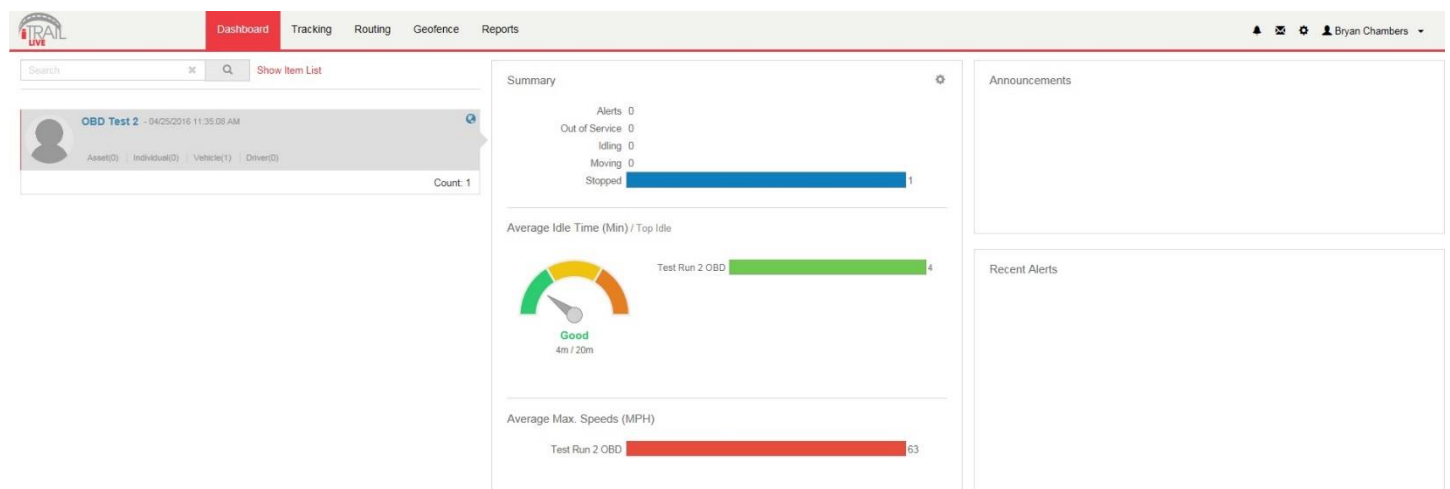 iTRAIL
LIVE
Dashboard Tracking Routing Geofence Reports
Bryan Chambers
Search
Show Item List
OBD Test 2 - 04/25/2016 11:35:08 AM
Asset(0) Individual(0) Vehicle(1) Driver(0)
Count: 1
Summary
Alerts 0
Out of Service 0
Idling 0
Moving 0
Stopped 1
Average Idle Time (Min) / Top Idle
Test Run 2 OBD 4
Good
4m / 20m
Average Max. Speeds (MPH)
Test Run 2 OBD 63
Announcements
Recent Alerts